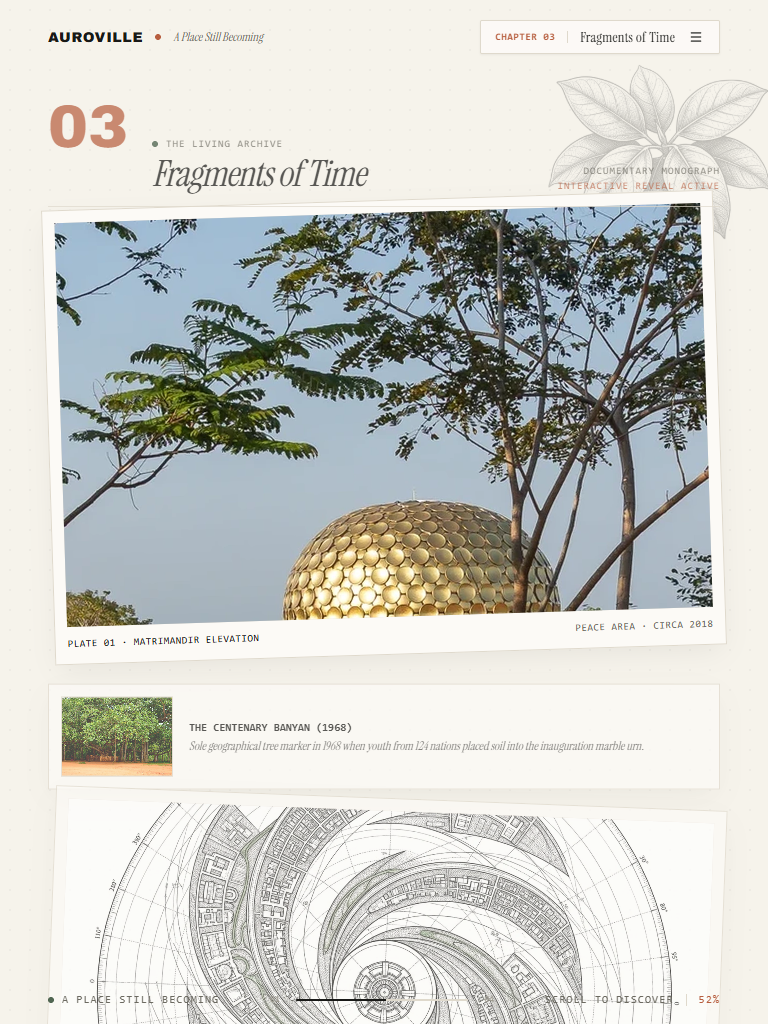 AUROVILLE
A Place Still Becoming
CHAPTER 03
Fragments of Time
03
THE LIVING ARCHIVE
Fragments of Time
DOCUMENTARY MONOGRAPH
INTERACTIVE REVEAL ACTIVE
PLATE 01 · MATRIMANDIR ELEVATION
PEACE AREA · CIRCA 2018
THE CENTENARY BANYAN (1968)
Sole geographical tree marker in 1968 when youth from 124 nations placed soil into the inauguration marble urn.
A PLACE STILL BECOMING
SCROLL TO DISCOVER
52%